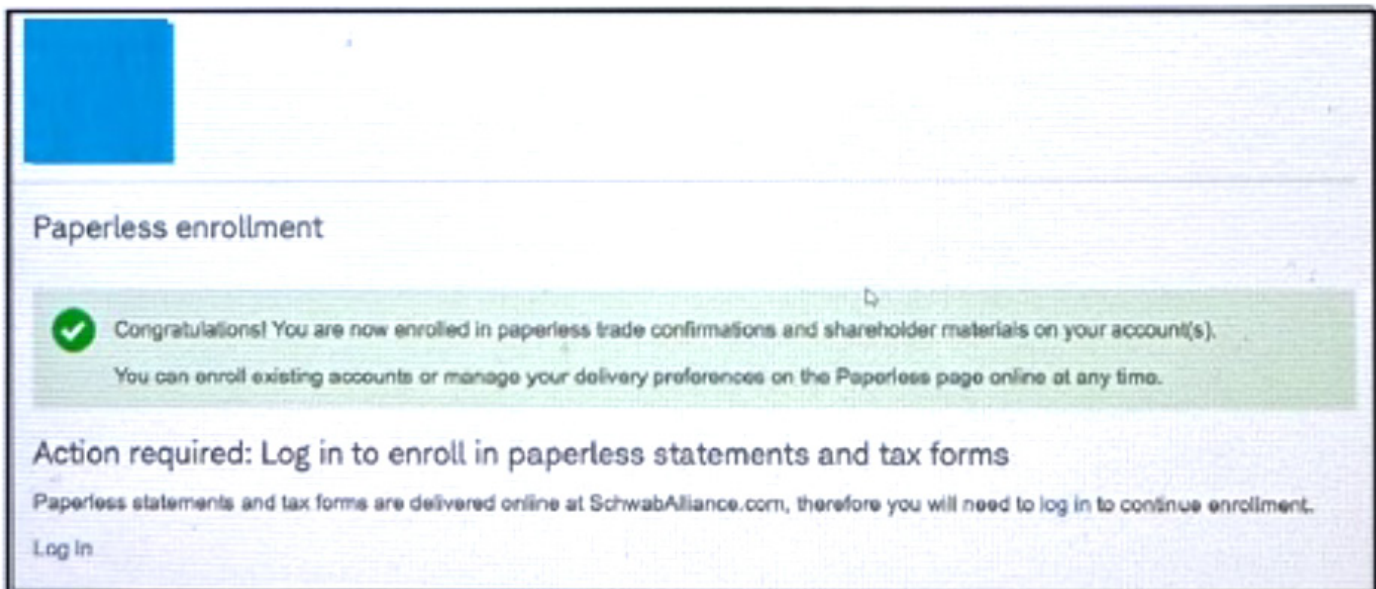 Paperless enrollment
Congratulations! You are now enrolled in paperless trade confirmations and shareholder materials on your account(s).
You can enroll existing accounts or manage your delivery preferences on the Paperless page online at any time.
Action required: Log in to enroll in paperless statements and tax forms
Paperless statements and tax forms are delivered online at SchwabAlliance.com, therefore you will need to log in to continue enrollment.
Log In